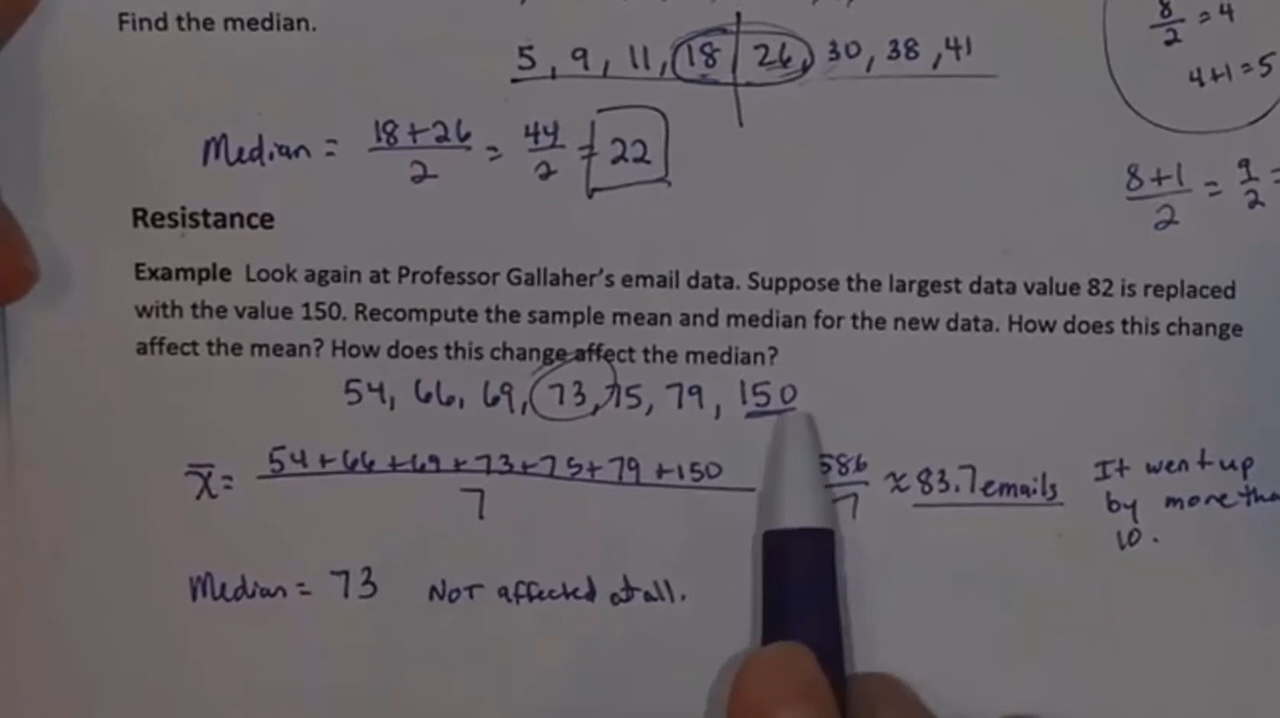 Find the median.
5, 9, 11, 18 26, 30, 38, 41
8/2 = 4
4+1=5
Median = 18+26/2 = 44/2 = 22
8+1/2 = 9/2 =
Resistance
Example Look again at Professor Gallaher's email data. Suppose the largest data value 82 is replaced
with the value 150. Recompute the sample mean and median for the new data. How does this change
affect the mean? How does this change affect the median?
54, 66, 69, 73, 75, 79, 150
x̄ = 54+66+69+73+75+79+150/7 586/7 ≈ 83.7 emails
It went up
by more tha
10.
Median = 73 Not affected at all.